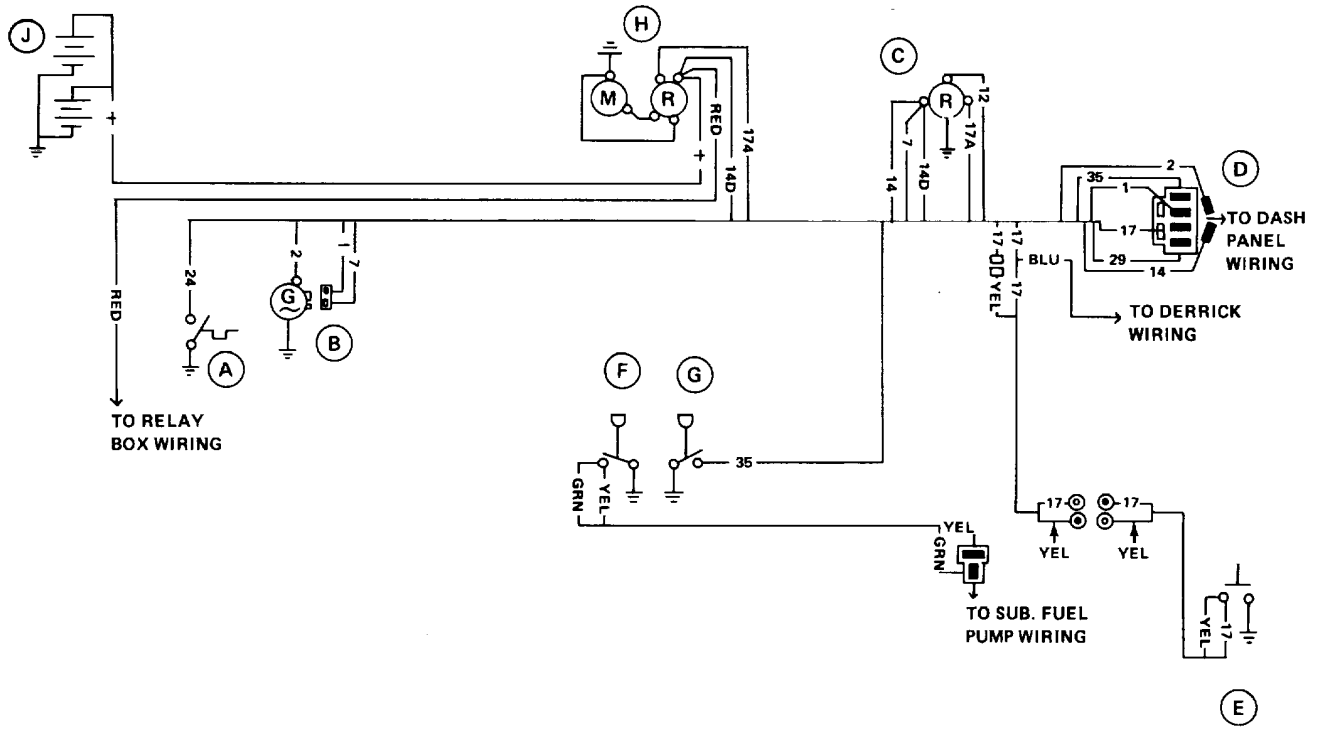 J
+
H
M
R
RED
+
14D
174
C
R
12
17A
14
7
14D
2
35
1
17
29
14
D
TO DASH
PANEL
WIRING
24
A
2
G
1
7
B
RED
TO RELAY
BOX WIRING
17
17
BLU
YEL
17
TO DERRICK
WIRING
F
G
35
GRN
YEL
YEL
GRN
TO SUB. FUEL
PUMP WIRING
17
17
YEL
YEL
YEL
17
E